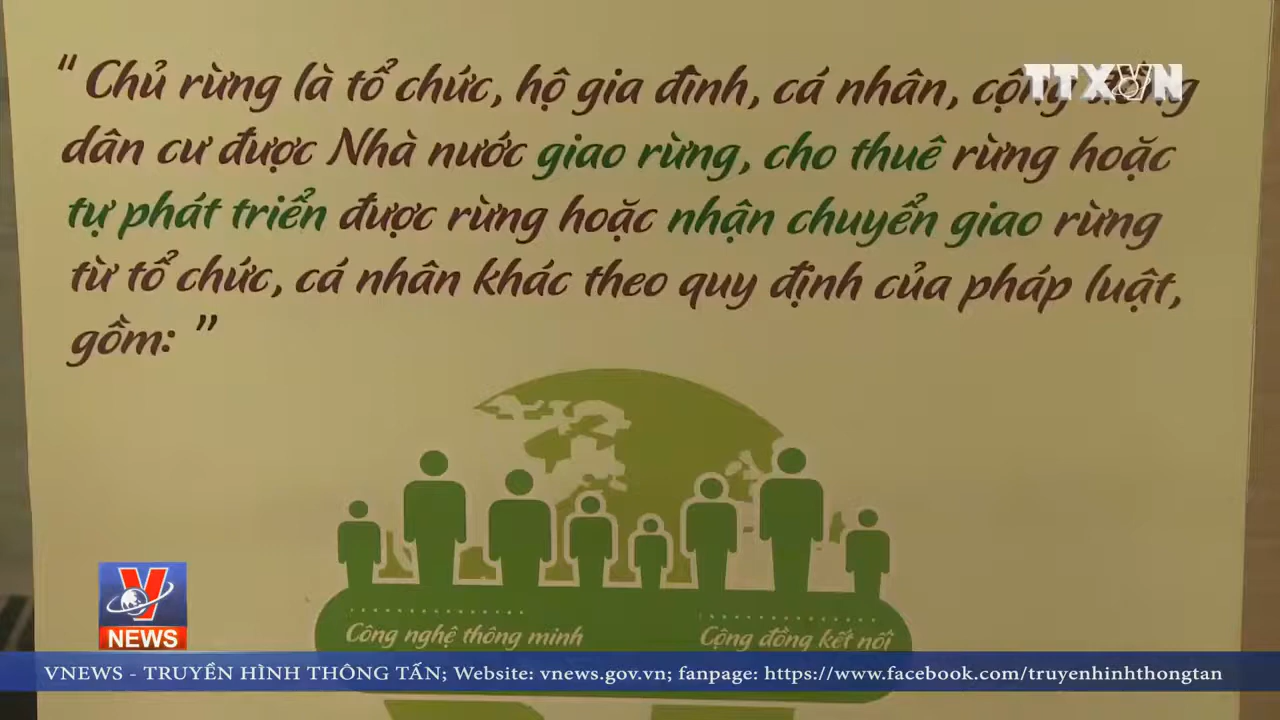 “ Chủ rừng là tổ chức, hộ gia đình, cá nhân, cộng
dân cư được Nhà nước giao rừng, cho thuê rừng hoặc
tự phát triển được rừng hoặc nhận chuyển giao rừng
từ tổ chức, cá nhân khác theo quy định của pháp luật,
gồm: ”
TTXVN
Công nghệ thông minh
Cộng đồng kết nối
V
NEWS
VNEWS - TRUYỀN HÌNH THÔNG TẤN; Website: vnews.gov.vn; fanpage: https://www.facebook.com/truyenhinhthongtan